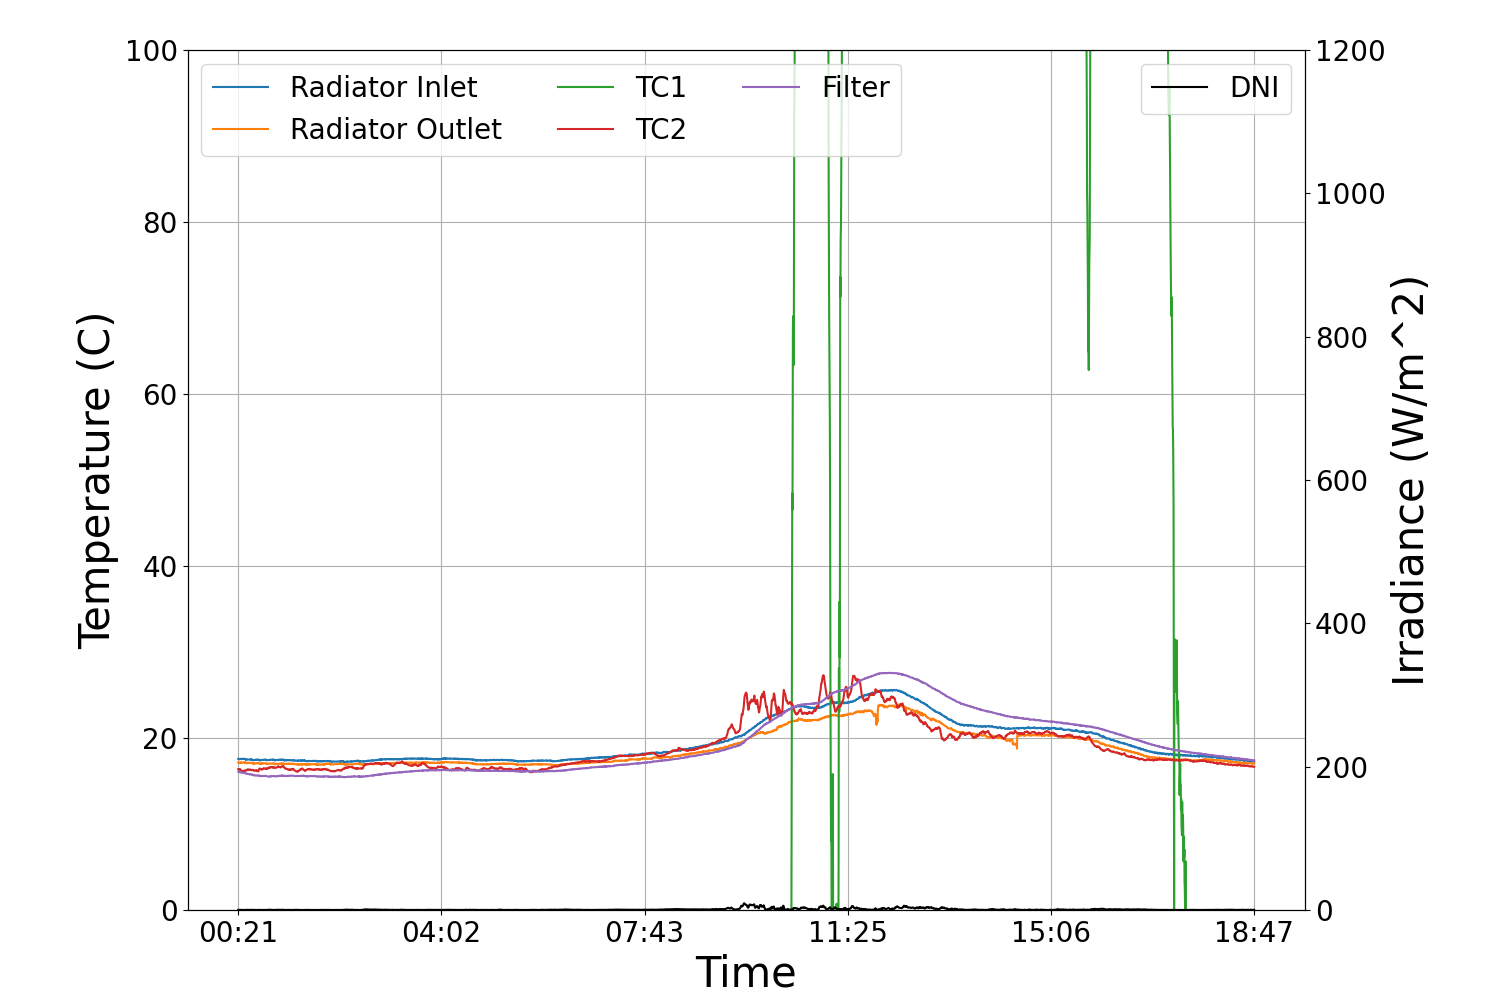 100
80
60
40
20
0
Temperature (C)
Radiator Inlet
Radiator Outlet
TC1
TC2
Filter
DNI
1200
1000
800
600
400
200
0
Irradiance (W/m^2)
00:21 04:02 07:43 11:25 15:06 18:47
Time